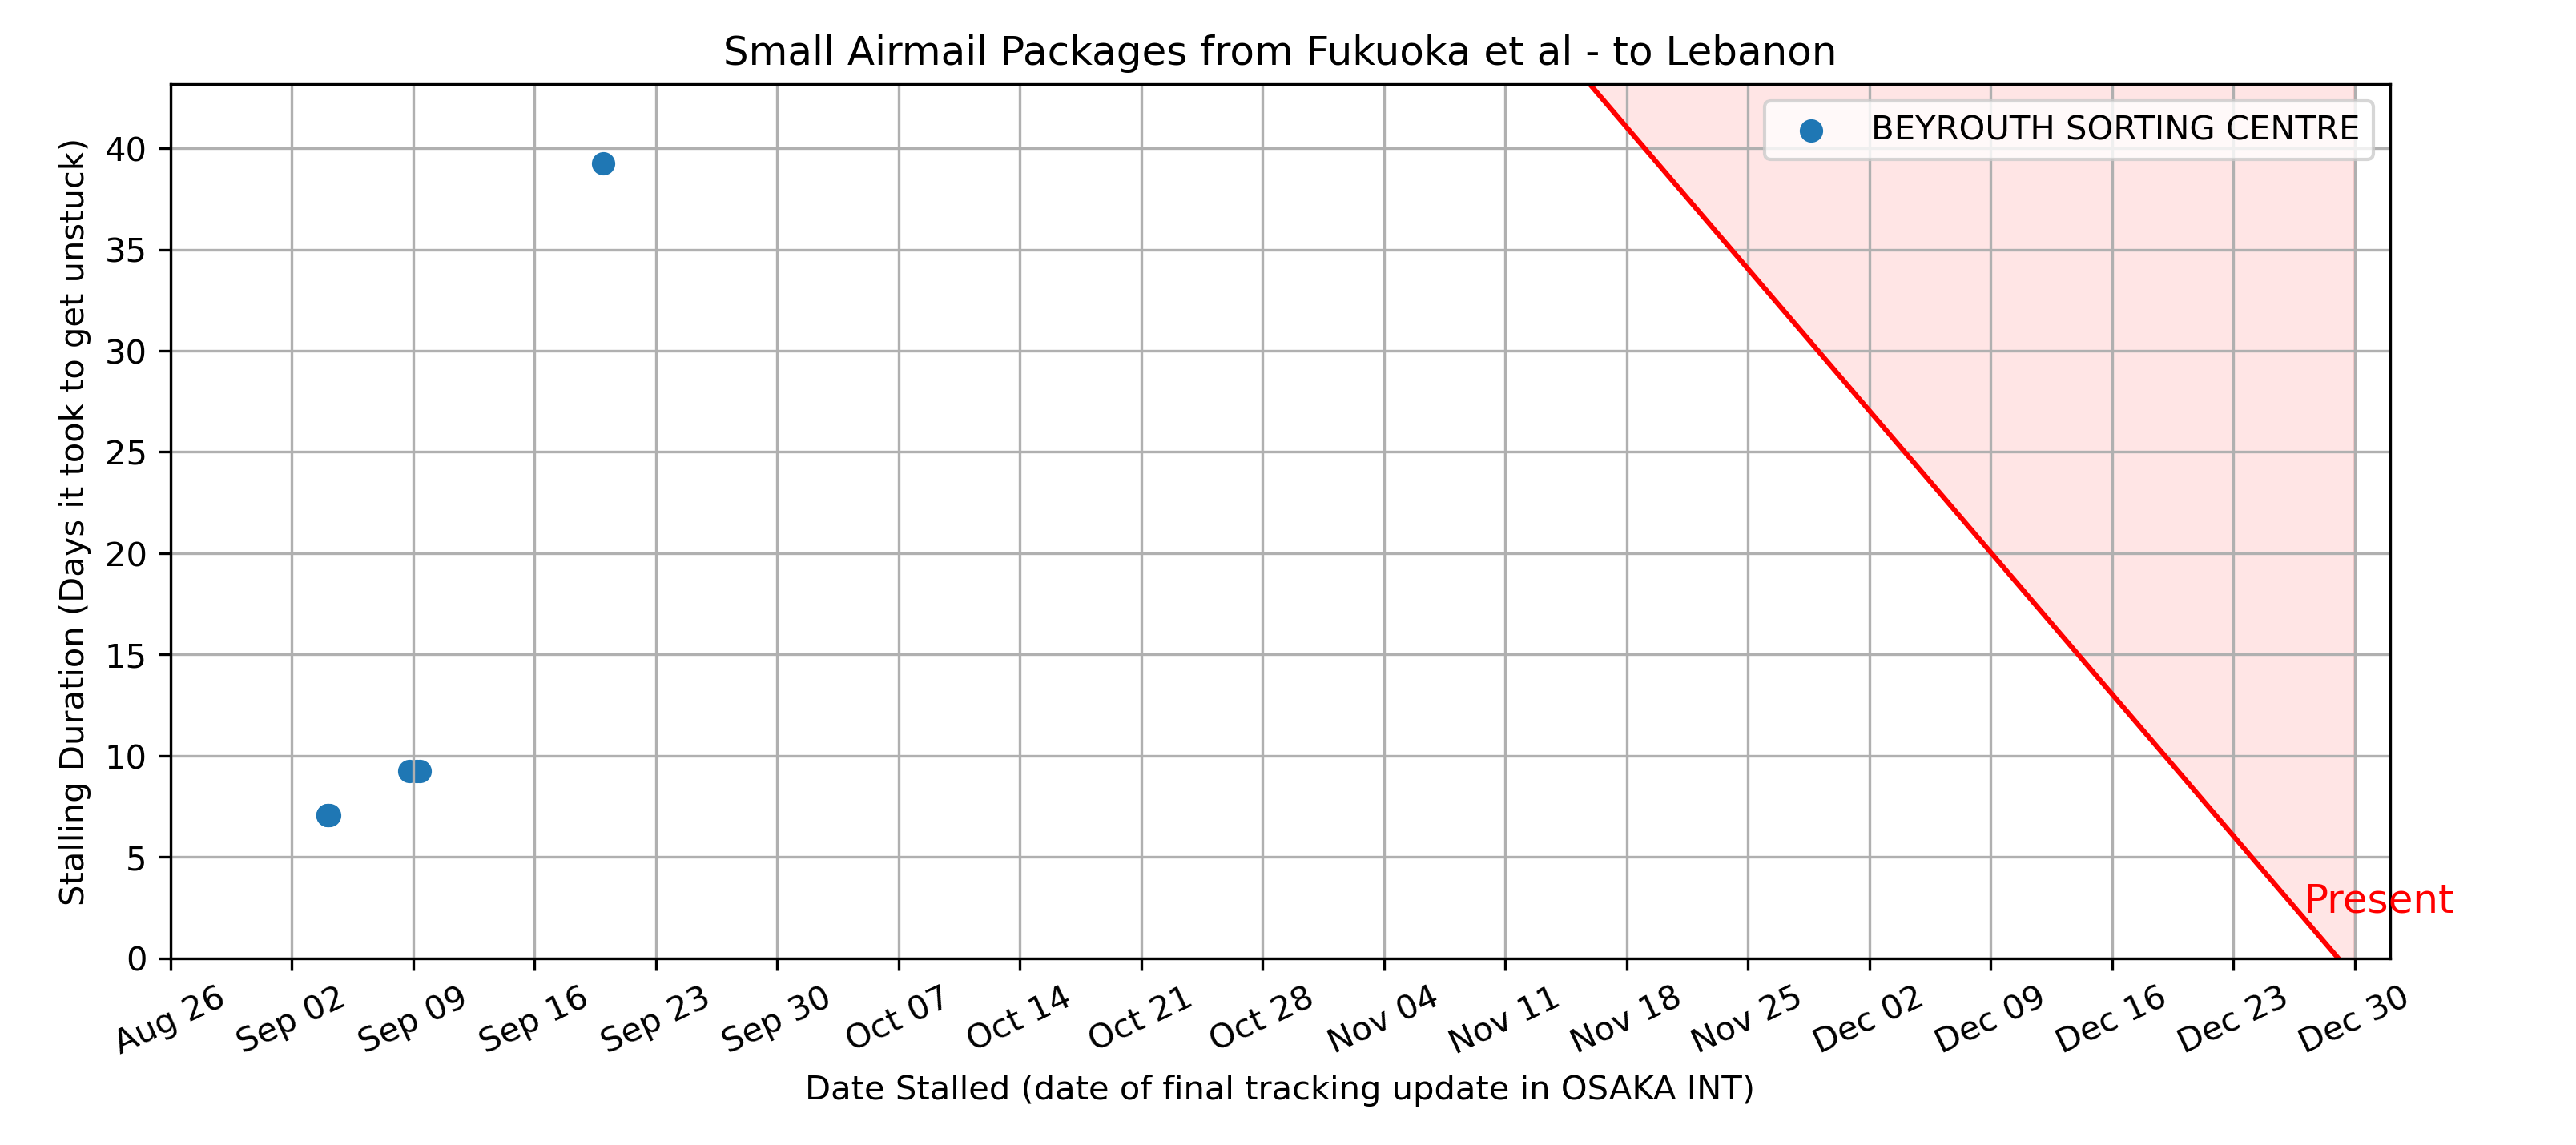 Small Airmail Packages from Fukuoka et al - to Lebanon
BEYROUTH SORTING CENTRE
Stalling Duration (Days it took to get unstuck)
40
35
30
25
20
15
10
5
0
Present
Aug 26
Sep 02
Sep 09
Sep 16
Sep 23
Sep 30
Oct 07
Oct 14
Oct 21
Oct 28
Nov 04
Nov 11
Nov 18
Nov 25
Dec 02
Dec 09
Dec 16
Dec 23
Dec 30
Date Stalled (date of final tracking update in OSAKA INT)